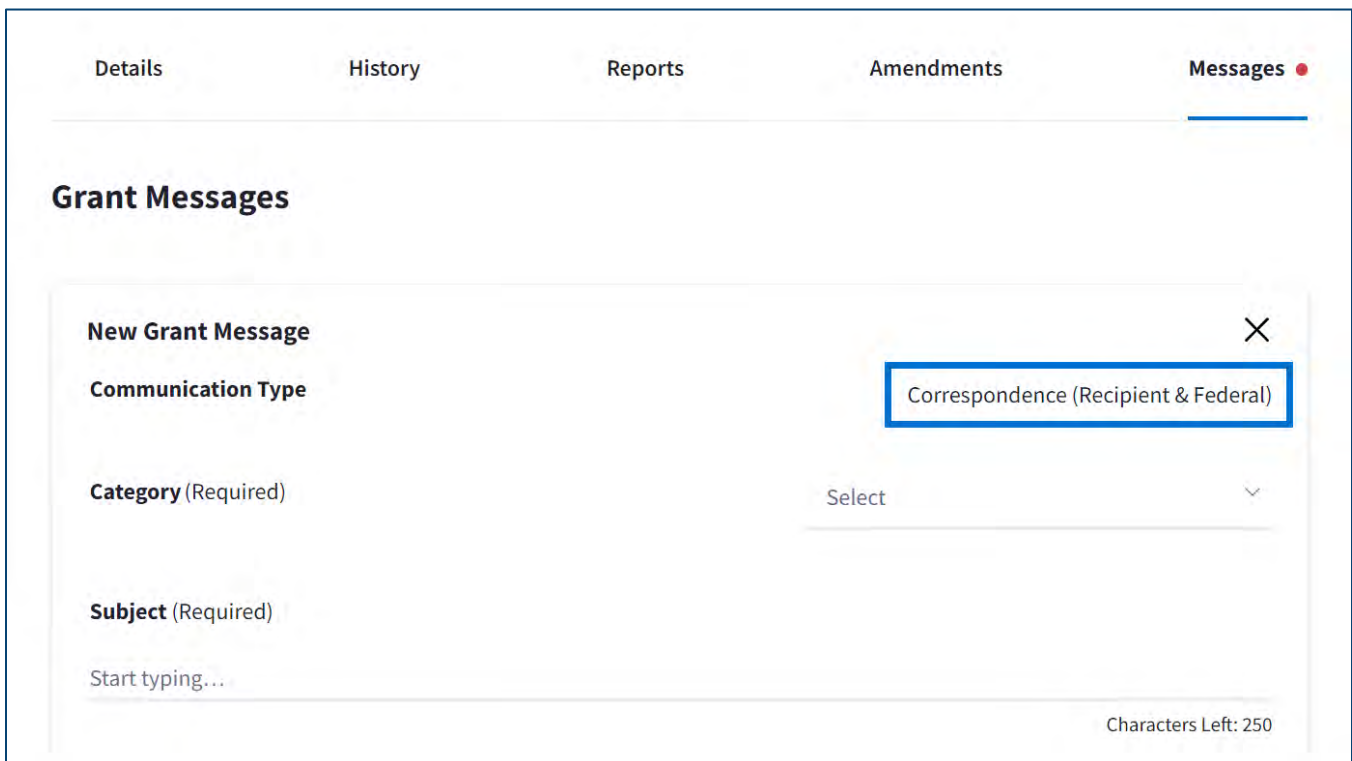 Details History Reports Amendments Messages
Grant Messages
New Grant Message
Communication Type Correspondence (Recipient & Federal)
Category (Required) Select
Subject (Required)
Start typing…
Characters Left: 250